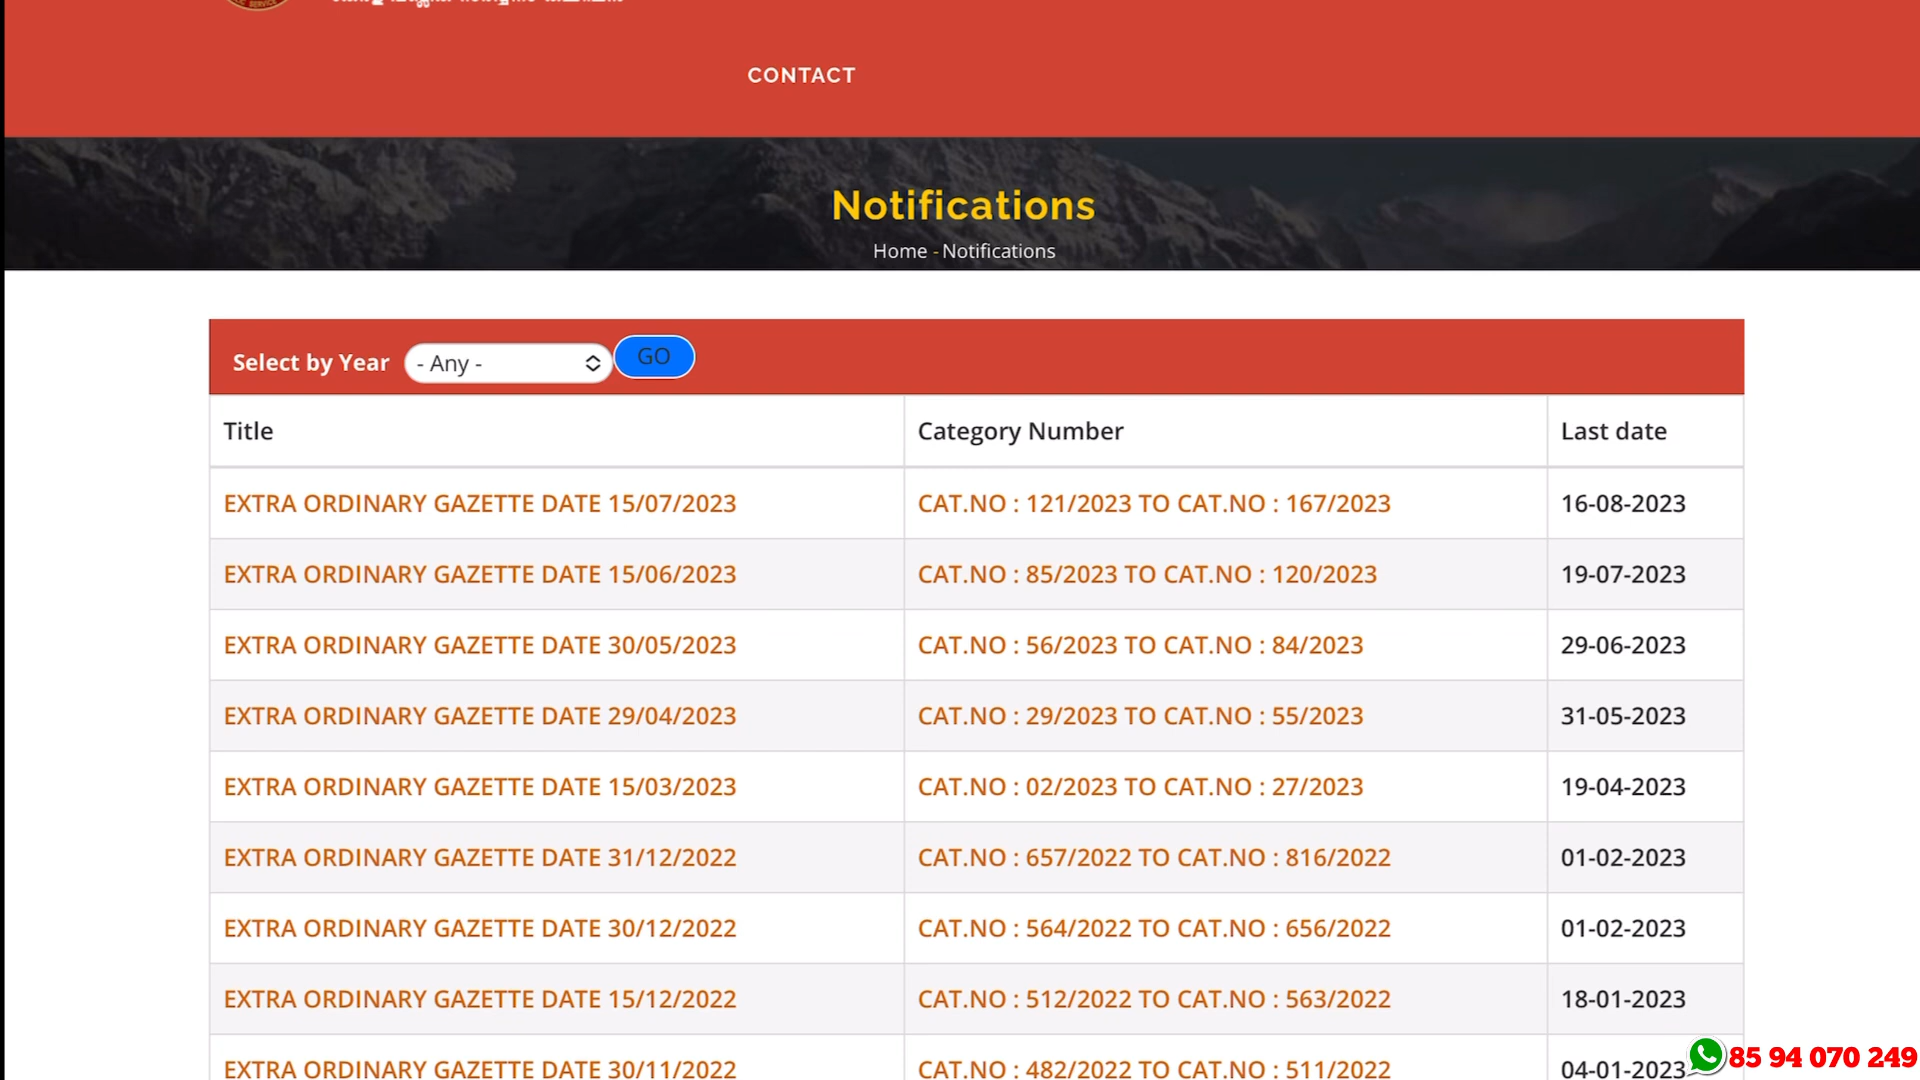 SERVICE
CONTACT
Notifications
Home - Notifications
Select by Year - Any - GO
Title Category Number Last date
EXTRA ORDINARY GAZETTE DATE 15/07/2023 CAT.NO : 121/2023 TO CAT.NO : 167/2023 16-08-2023
EXTRA ORDINARY GAZETTE DATE 15/06/2023 CAT.NO : 85/2023 TO CAT.NO : 120/2023 19-07-2023
EXTRA ORDINARY GAZETTE DATE 30/05/2023 CAT.NO : 56/2023 TO CAT.NO : 84/2023 29-06-2023
EXTRA ORDINARY GAZETTE DATE 29/04/2023 CAT.NO : 29/2023 TO CAT.NO : 55/2023 31-05-2023
EXTRA ORDINARY GAZETTE DATE 15/03/2023 CAT.NO : 02/2023 TO CAT.NO : 27/2023 19-04-2023
EXTRA ORDINARY GAZETTE DATE 31/12/2022 CAT.NO : 657/2022 TO CAT.NO : 816/2022 01-02-2023
EXTRA ORDINARY GAZETTE DATE 30/12/2022 CAT.NO : 564/2022 TO CAT.NO : 656/2022 01-02-2023
EXTRA ORDINARY GAZETTE DATE 15/12/2022 CAT.NO : 512/2022 TO CAT.NO : 563/2022 18-01-2023
EXTRA ORDINARY GAZETTE DATE 30/11/2022 CAT.NO : 482/2022 TO CAT.NO : 511/2022 04-01-2023
85 94 070 249